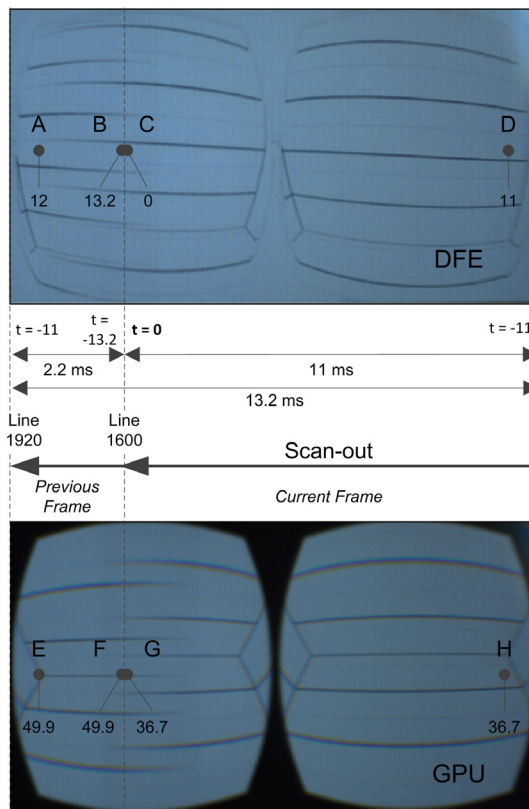 A B C D
12 13.2 0 11
DFE
t = -11 t = -13.2 t = 0 t = -11
2.2 ms 11 ms
13.2 ms
Line 1920 Line 1600 Scan-out
Previous Frame Current Frame
E F G H
49.9 49.9 36.7 36.7
GPU